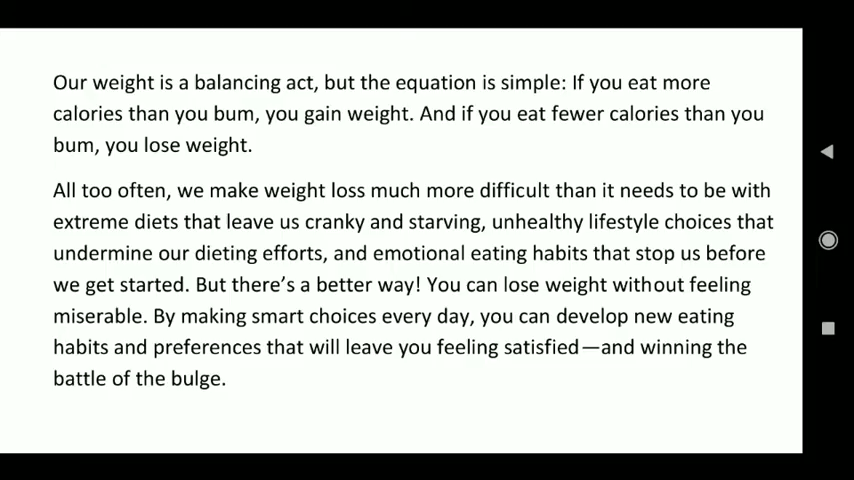 Our weight is a balancing act, but the equation is simple: If you eat more
calories than you bum, you gain weight. And if you eat fewer calories than you
bum, you lose weight.
All too often, we make weight loss much more difficult than it needs to be with
extreme diets that leave us cranky and starving, unhealthy lifestyle choices that
undermine our dieting efforts, and emotional eating habits that stop us before
we get started. But there’s a better way! You can lose weight without feeling
miserable. By making smart choices every day, you can develop new eating
habits and preferences that will leave you feeling satisfied—and winning the
battle of the bulge.